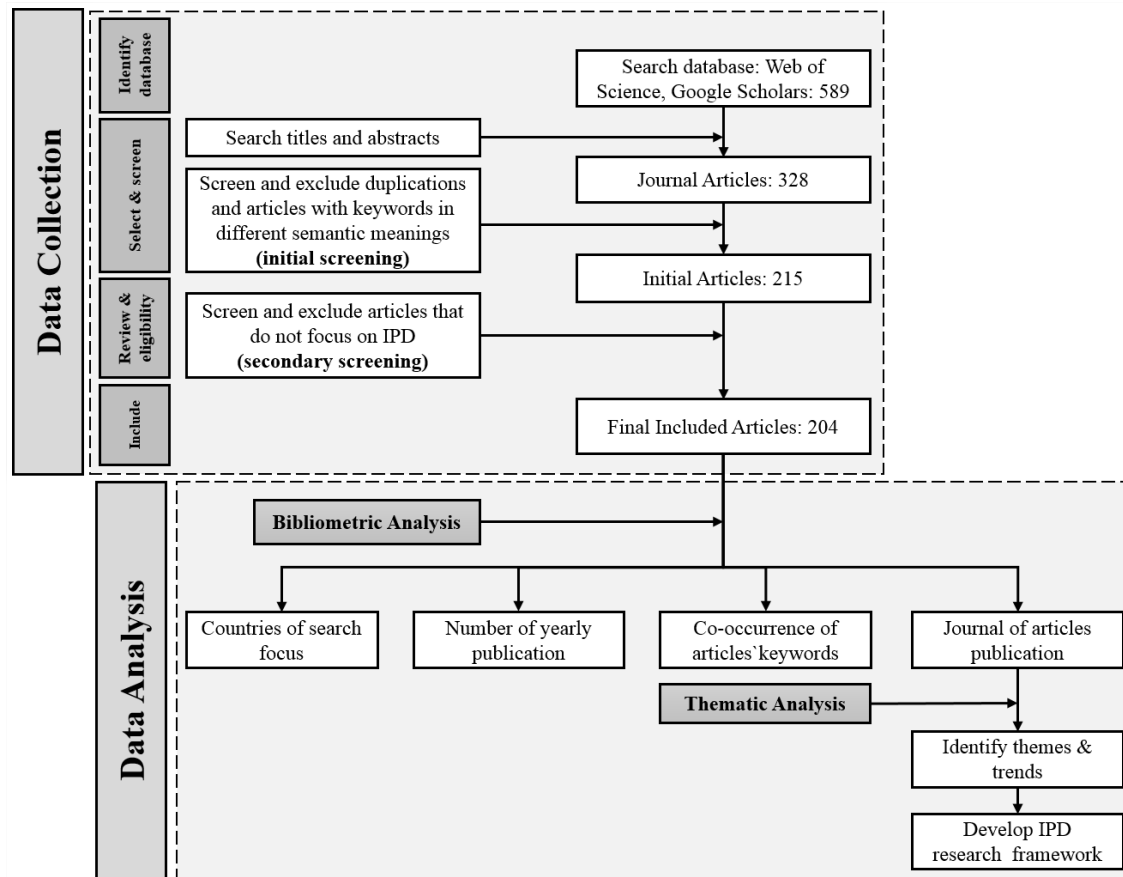 Data Collection
Identify
database
Search database: Web of
Science, Google Scholars: 589
Select & screen
Search titles and abstracts
Journal Articles: 328
Screen and exclude duplications
and articles with keywords in
different semantic meanings
(initial screening)
Initial Articles: 215
Review &
eligibility
Screen and exclude articles that
do not focus on IPD
(secondary screening)
Include
Final Included Articles: 204
Data Analysis
Bibliometric Analysis
Countries of search
focus
Number of yearly
publication
Co-occurrence of
articles`keywords
Journal of articles
publication
Thematic Analysis
Identify themes &
trends
Develop IPD
research framework